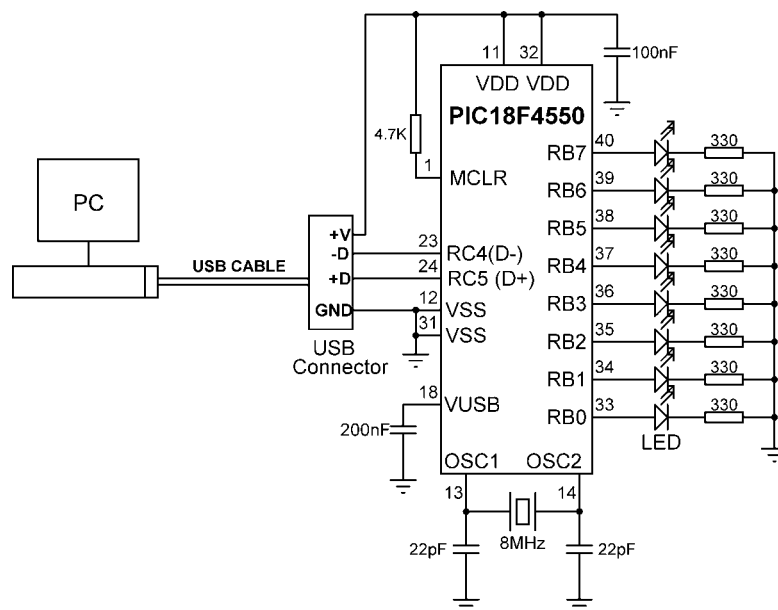 11 32
100nF
VDD VDD
PIC18F4550
4.7K
1
MCLR
RB7
40
330
RB6
39
330
RB5
38
330
RB4
37
330
RB3
36
330
RB2
35
330
RB1
34
330
RB0
33
330
LED
PC
USB CABLE
+V
-D
23
RC4(D-)
+D
24
RC5 (D+)
GND
12
VSS
31
VSS
USB
Connector
18
VUSB
200nF
OSC1
OSC2
13
14
8MHz
22pF
22pF